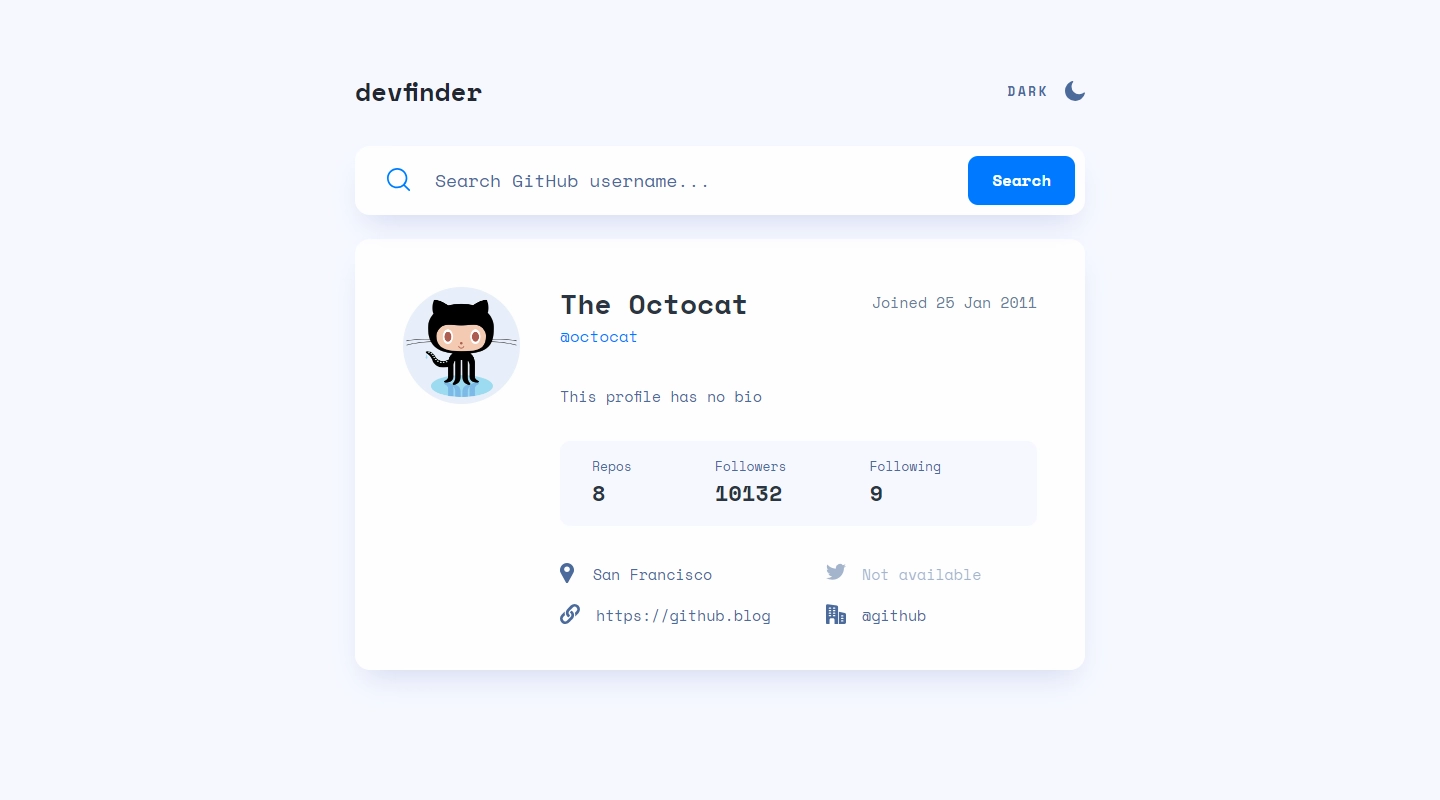 devfinder
DARK
Search GitHub username...
Search
The Octocat
Joined 25 Jan 2011
@octocat
This profile has no bio
Repos Followers Following
8 10132 9
San Francisco
Not available
https://github.blog
@github